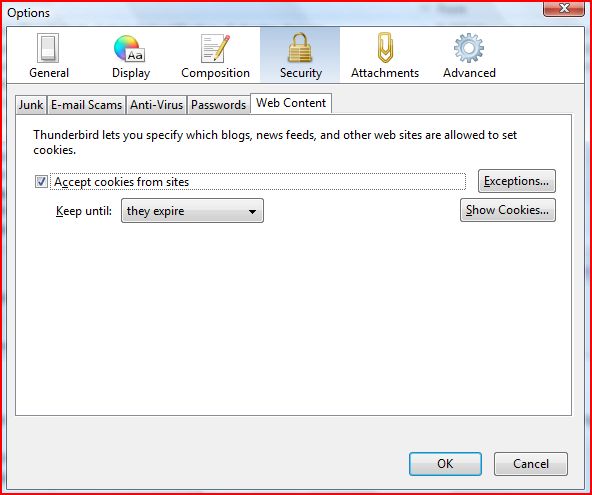 Options
General Display Composition Security Attachments Advanced
Junk E-mail Scams Anti-Virus Passwords Web Content
Thunderbird lets you specify which blogs, news feeds, and other web sites are allowed to set
cookies.
Accept cookies from sites Exceptions...
Keep until: they expire Show Cookies...
OK Cancel